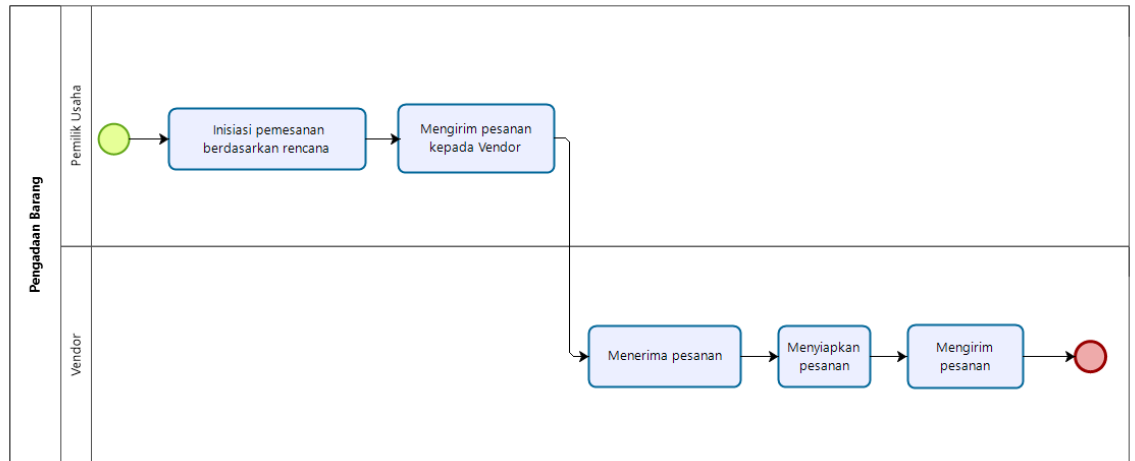 Pengadaan Barang
Pemilik Usaha
Inisiasi pemesanan
berdasarkan rencana
Mengirim pesanan
kepada Vendor
Vendor
Menerima pesanan
Menyiapkan
pesanan
Mengirim
pesanan